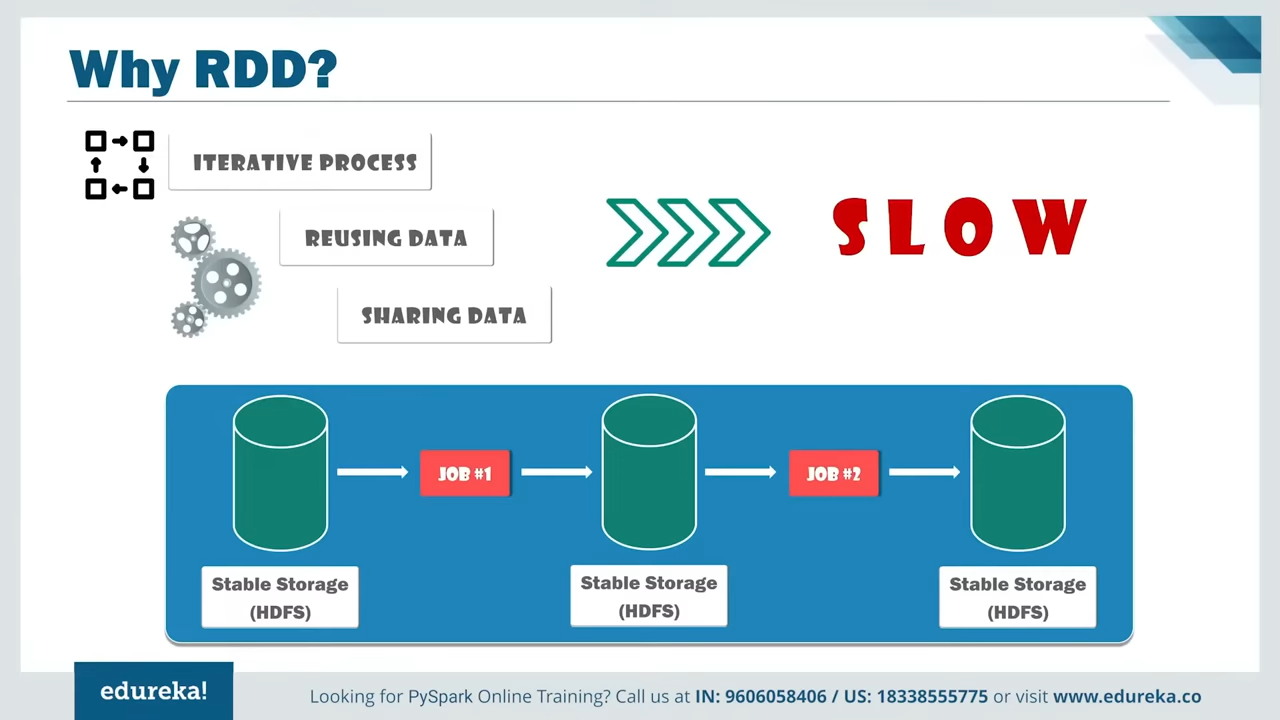 Why RDD?
ITERATIVE PROCESS
REUSING DATA
SHARING DATA
SLOW
JOB #1
JOB #2
Stable Storage
(HDFS)
Stable Storage
(HDFS)
Stable Storage
(HDFS)
edureka!
Looking for PySpark Online Training? Call us at IN: 9606058406 / US: 18338555775 or visit www.edureka.co